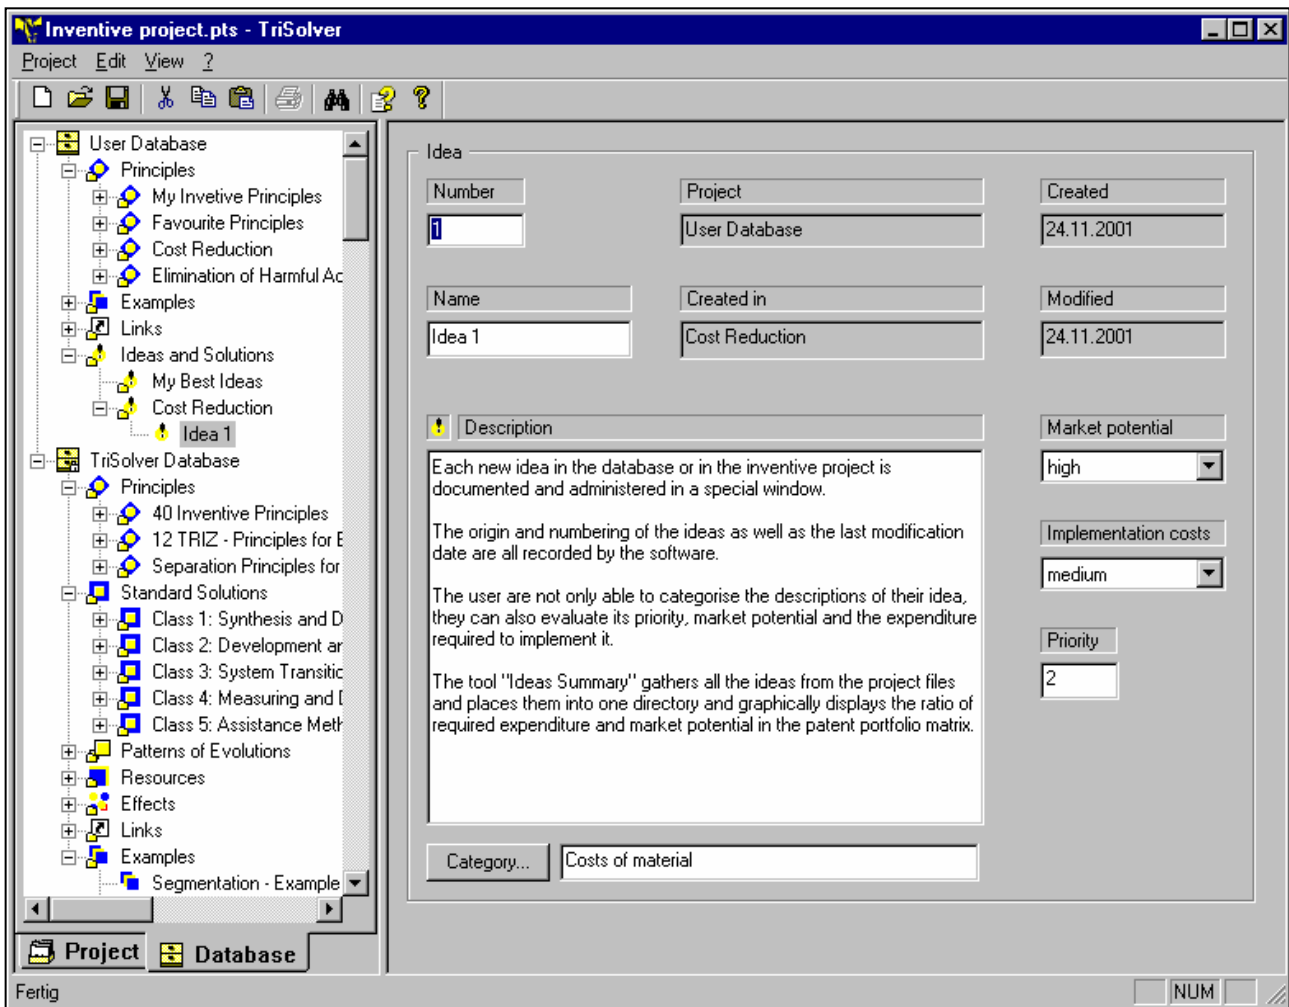 Inventive project.pts - TriSolver
Project Edit View ?
User Database
Principles
My Invetive Principles
Favourite Principles
Cost Reduction
Elimination of Harmful Ac
Examples
Links
Ideas and Solutions
My Best Ideas
Cost Reduction
Idea 1
TriSolver Database
Principles
40 Inventive Principles
12 TRIZ - Principles for E
Separation Principles for
Standard Solutions
Class 1: Synthesis and D
Class 2: Development ar
Class 3: System Transitic
Class 4: Measuring and D
Class 5: Assistance Meth
Patterns of Evolutions
Resources
Effects
Links
Examples
Segmentation - Example
Project Database
Idea
Number Project Created
1 User Database 24.11.2001
Name Created in Modified
Idea 1 Cost Reduction 24.11.2001
Description Market potential
Each new idea in the database or in the inventive project is
documented and administered in a special window.
The origin and numbering of the ideas as well as the last modification
date are all recorded by the software.
The user are not only able to categorise the descriptions of their idea,
they can also evaluate its priority, market potential and the expenditure
required to implement it.
The tool "Ideas Summary" gathers all the ideas from the project files
and places them into one directory and graphically displays the ratio of
required expenditure and market potential in the patent portfolio matrix.
high
Implementation costs
medium
Priority
2
Category... Costs of material
Fertig NUM